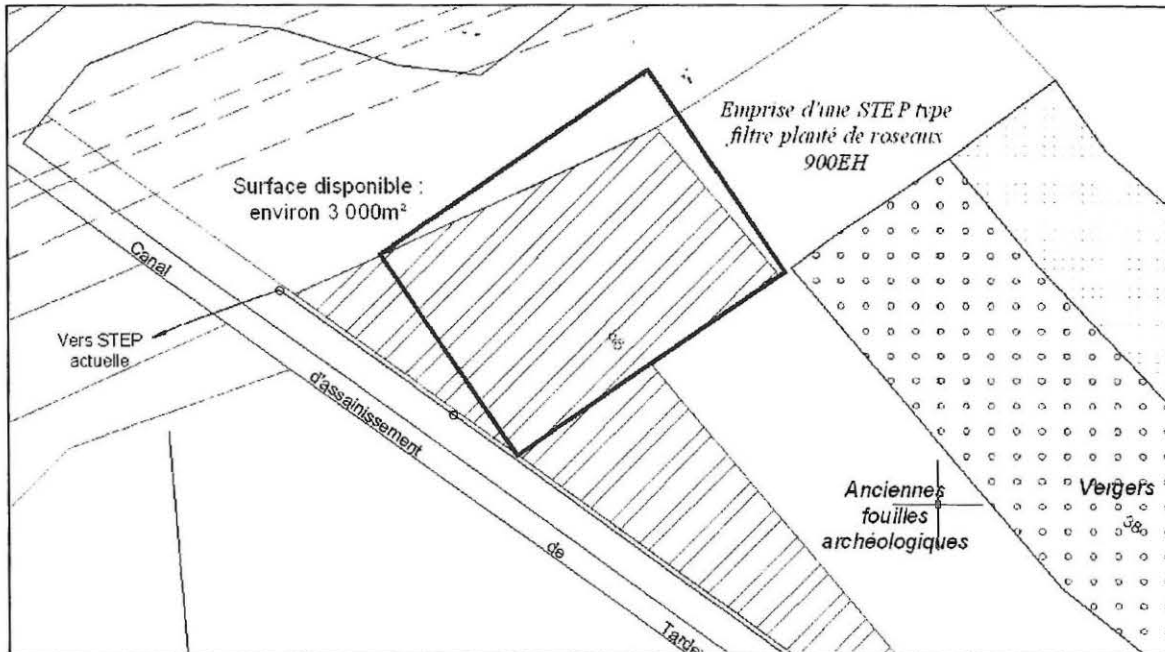 Emprise d'une STEP type
filtre planté de roseaux
900EH
Surface disponible :
environ 3 000m²
Canal
Vers STEP
actuelle
d'assainissement
de
Anciennes
fouilles
archéologiques
Vergers
38